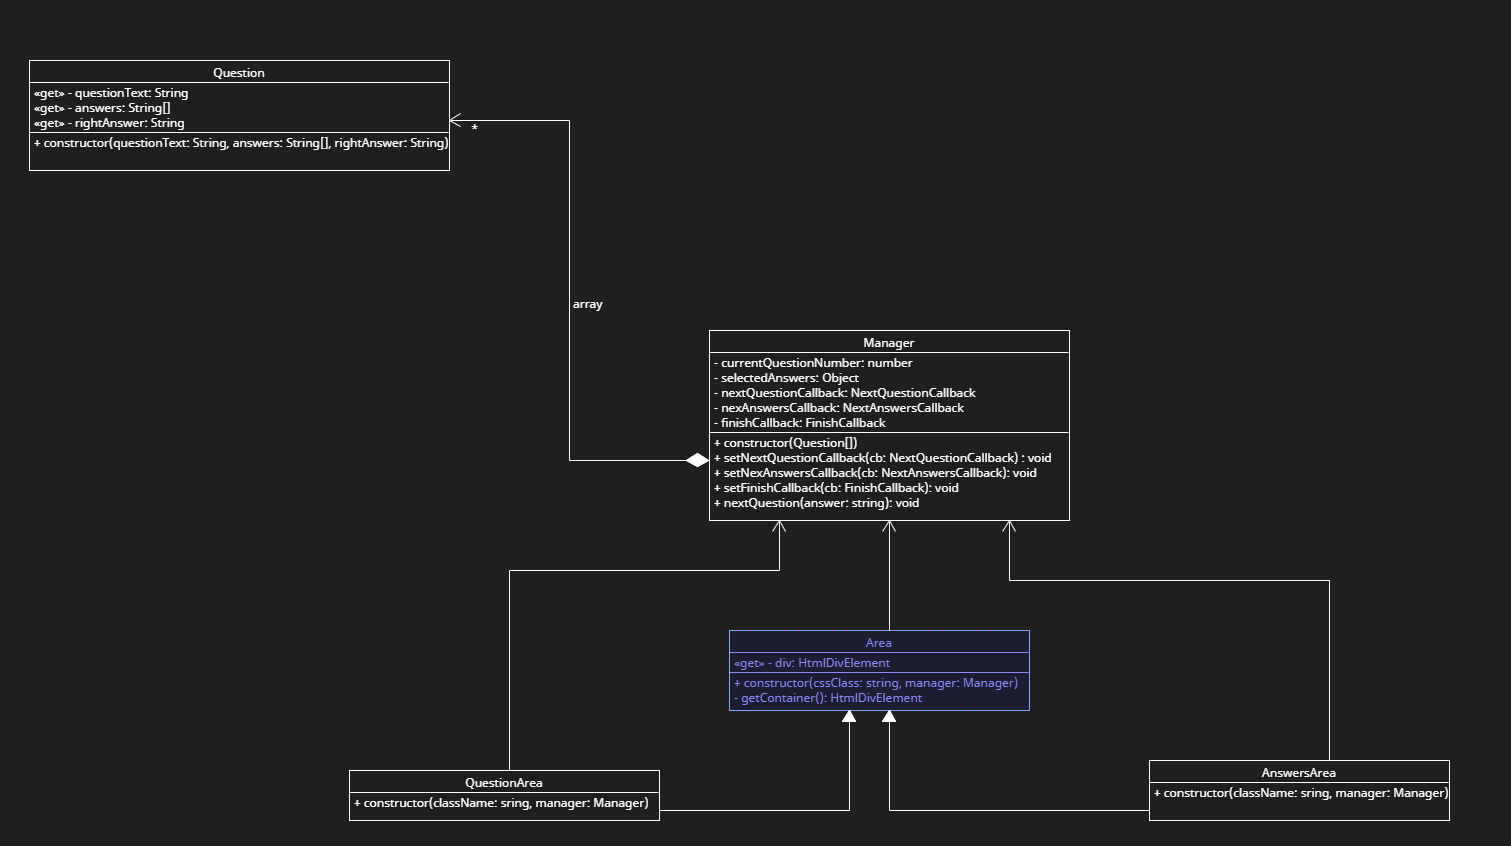 Question
«get» - questionText: String
«get» - answers: String[]
«get» - rightAnswer: String
+ constructor(questionText: String, answers: String[], rightAnswer: String)
*
array
Manager
- currentQuestionNumber: number
- selectedAnswers: Object
- nextQuestionCallback: NextQuestionCallback
- nexAnswersCallback: NextAnswersCallback
- finishCallback: FinishCallback
+ constructor(Question[])
+ setNextQuestionCallback(cb: NextQuestionCallback) : void
+ setNexAnswersCallback(cb: NextAnswersCallback): void
+ setFinishCallback(cb: FinishCallback): void
+ nextQuestion(answer: string): void
Area
«get» - div: HtmlDivElement
+ constructor(cssClass: string, manager: Manager)
- getContainer(): HtmlDivElement
QuestionArea
+ constructor(className: sring, manager: Manager)
AnswersArea
+ constructor(className: sring, manager: Manager)